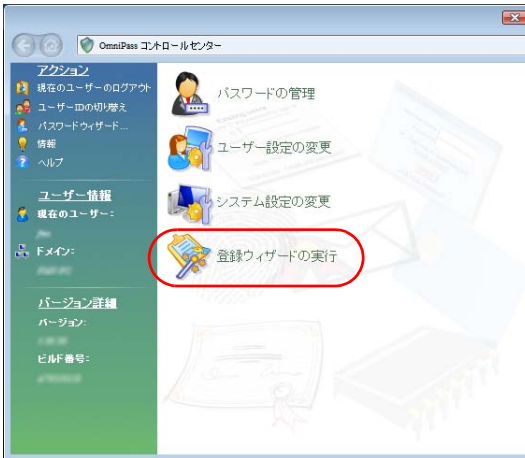 OmniPass コントロールセンター
アクション
現在のユーザーのログアウト
ユーザーIDの切り替え
パスワードウィザード...
情報
ヘルプ
ユーザー情報
現在のユーザー:
ドメイン:
バージョン詳細
バージョン:
ビルド番号:
パスワードの管理
ユーザー設定の変更
システム設定の変更
登録ウィザードの実行